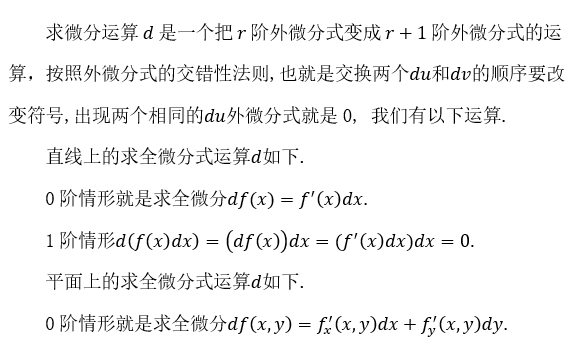 求微分运算 d 是一个把 r 阶外微分式变成 r + 1 阶外微分式的运
算，按照外微分式的交错性法则,也就是交换两个du和dv的顺序要改
变符号,出现两个相同的du外微分式就是 0, 我们有以下运算.
直线上的求全微分式运算d如下.
0 阶情形就是求全微分df(x) = f′(x)dx.
1 阶情形d(f(x)dx) = (df(x))dx = (f′(x)dx)dx = 0.
平面上的求全微分式运算d如下.
0 阶情形就是求全微分df(x,y) = f′ₓ(x,y)dx + f′y(x,y)dy.